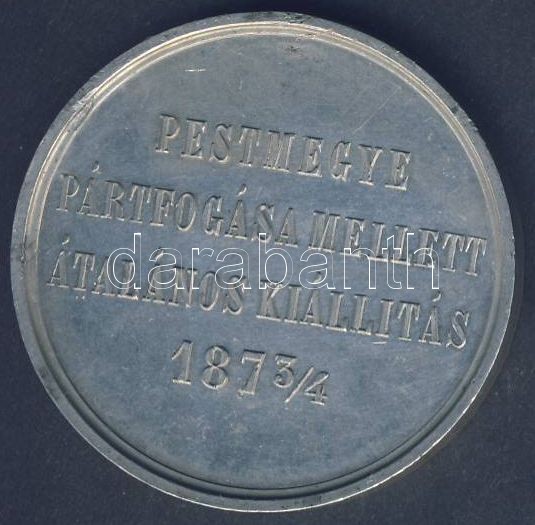 PESTMEGYE
PÁRTFOGÁSA MELLETT
ÁTALÁNOS KIÁLLITÁS
187¾
darabanth